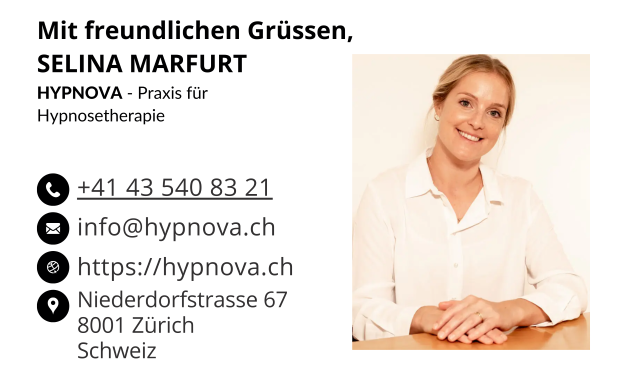 Mit freundlichen Grüssen,
SELINA MARFURT
HYPNOVA - Praxis für
Hypnosetherapie
+41 43 540 83 21
info@hypnova.ch
https://hypnova.ch
Niederdorfstrasse 67
8001 Zürich
Schweiz